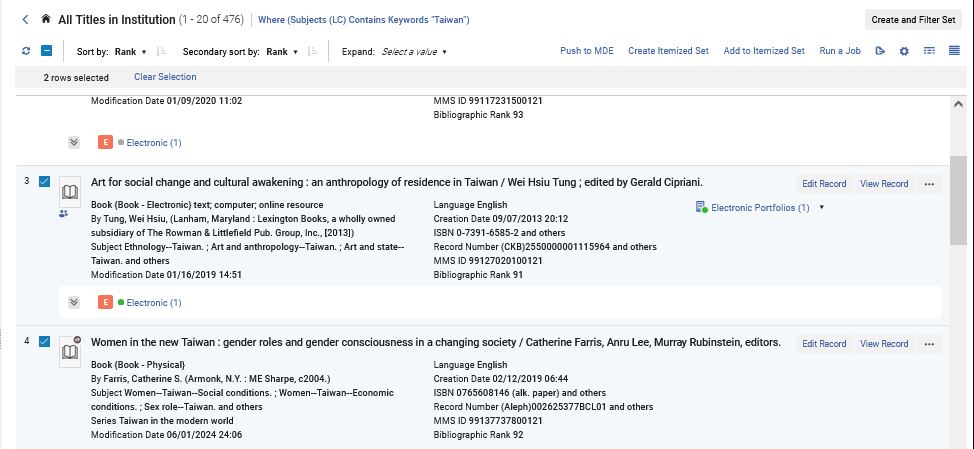 All Titles in Institution (1 - 20 of 476) Where (Subjects (LC) Contains Keywords "Taiwan") Create and Filter Set
Sort by: Rank Secondary sort by: Rank Expand: Select a value Push to MDE Create Itemized Set Add to Itemized Set Run a Job
2 rows selected Clear Selection
Modification Date 01/09/2020 11:02 MMS ID 99117231500121
Bibliographic Rank 93
E Electronic (1)
3 Art for social change and cultural awakening : an anthropology of residence in Taiwan / Wei Hsiu Tung ; edited by Gerald Cipriani. Edit Record View Record ...
Book {Book - Electronic} text; computer; online resource Language English Electronic Portfolios (1)
By Tung, Wei Hsiu, (Lanham, Maryland : Lexington Books, a wholly owned Creation Date 09/07/2013 20:12
subsidiary of The Rowman & Littlefield Pub. Group, Inc., [2013]) ISBN 0-7391-6585-2 and others
Subject Ethnology--Taiwan. ; Art and anthropology--Taiwan. ; Art and state-- Record Number (CKB)2550000001115964 and others
Taiwan. and others MMS ID 99127020100121
Modification Date 01/16/2019 14:51 Bibliographic Rank 91
E Electronic (1)
4 Women in the new Taiwan : gender roles and gender consciousness in a changing society / Catherine Farris, Anru Lee, Murray Rubinstein, editors. Edit Record View Record ...
Book {Book - Physical} Language English
By Farris, Catherine S. (Armonk, N.Y. : ME Sharpe, c2004.) Creation Date 02/12/2019 06:44
Subject Women--Taiwan--Social conditions. ; Women--Taiwan--Economic ISBN 0765608146 (alk. paper) and others
conditions. ; Sex role--Taiwan. and others Record Number (Aleph)002625377BCL01 and others
Series Taiwan in the modern world MMS ID 99137737800121
Modification Date 06/01/2024 24:06 Bibliographic Rank 92